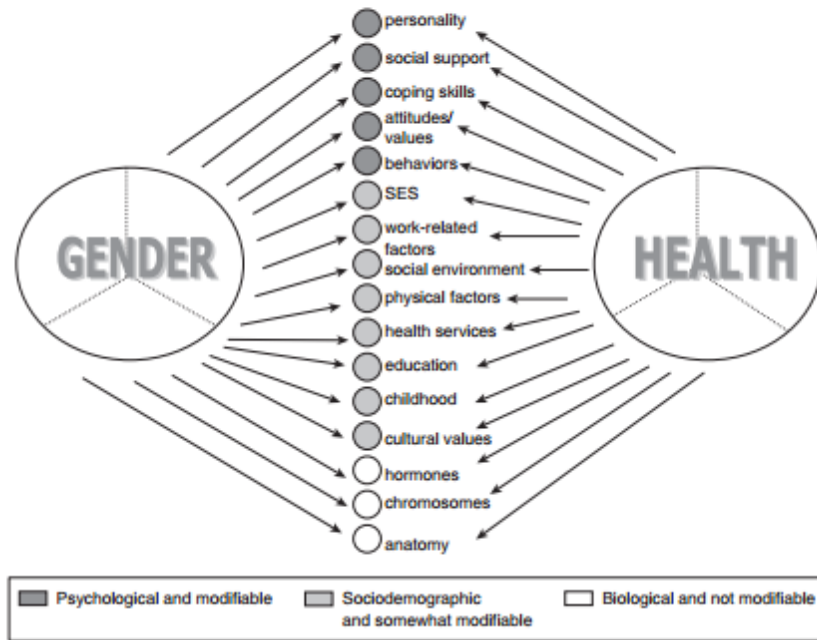 personality
social support
coping skills
attitudes/
values
behaviors
SES
work-related
factors
social environment
physical factors
health services
education
childhood
cultural values
hormones
chromosomes
anatomy
GENDER
HEALTH
Psychological and modifiable
Sociodemographic
and somewhat modifiable
Biological and not modifiable